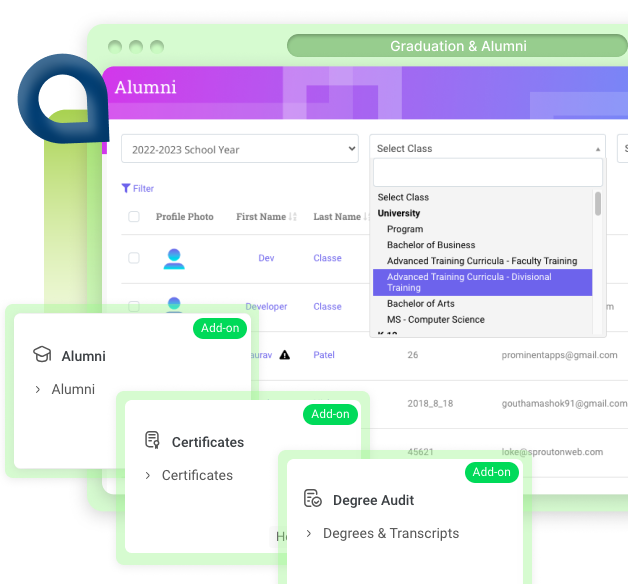 Graduation & Alumni
Alumni
2022-2023 School Year
Select Class
S
Filter
Select Class
University
Program
Bachelor of Business
Advanced Training Curricula - Faculty Training
Advanced Training Curricula - Divisional
Training
Bachelor of Arts
MS - Computer Science
K-12
Profile Photo First Name Last Name
Dev Classe
Developer Classe
aurav Patel 26 prominentapps@gmail.com
2018_8_18 gouthamashok91@gmail.com
45621 loke@sproutonweb.com
Add-on
Alumni
Alumni
Add-on
Certificates
Certificates
Add-on
Degree Audit
Degrees & Transcripts